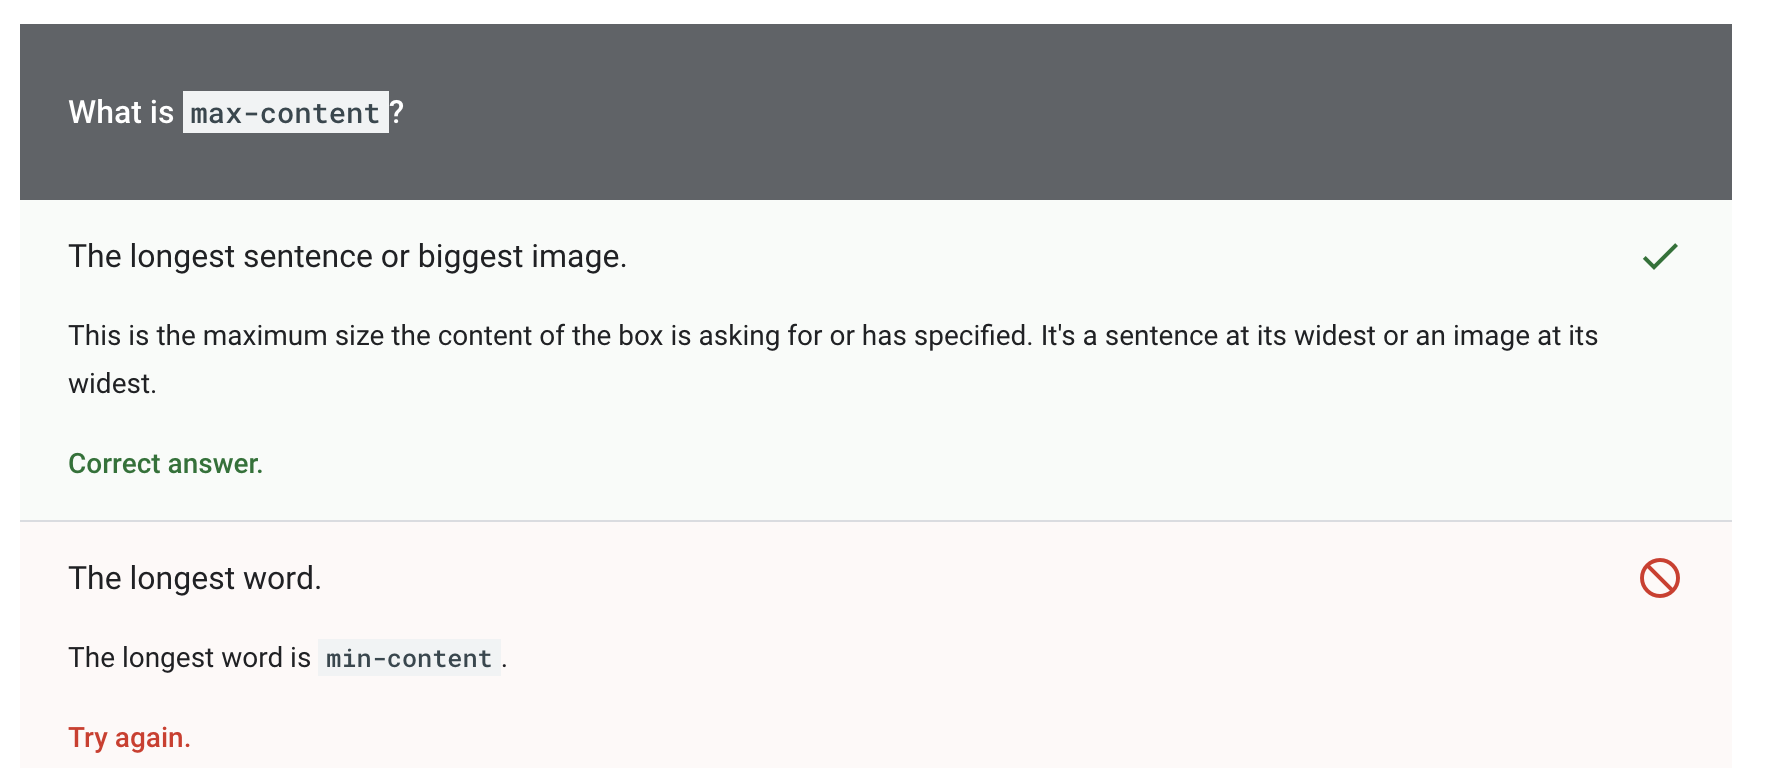 What is max-content?
The longest sentence or biggest image.
This is the maximum size the content of the box is asking for or has specified. It's a sentence at its widest or an image at its
widest.
Correct answer.
The longest word.
The longest word is min-content.
Try again.